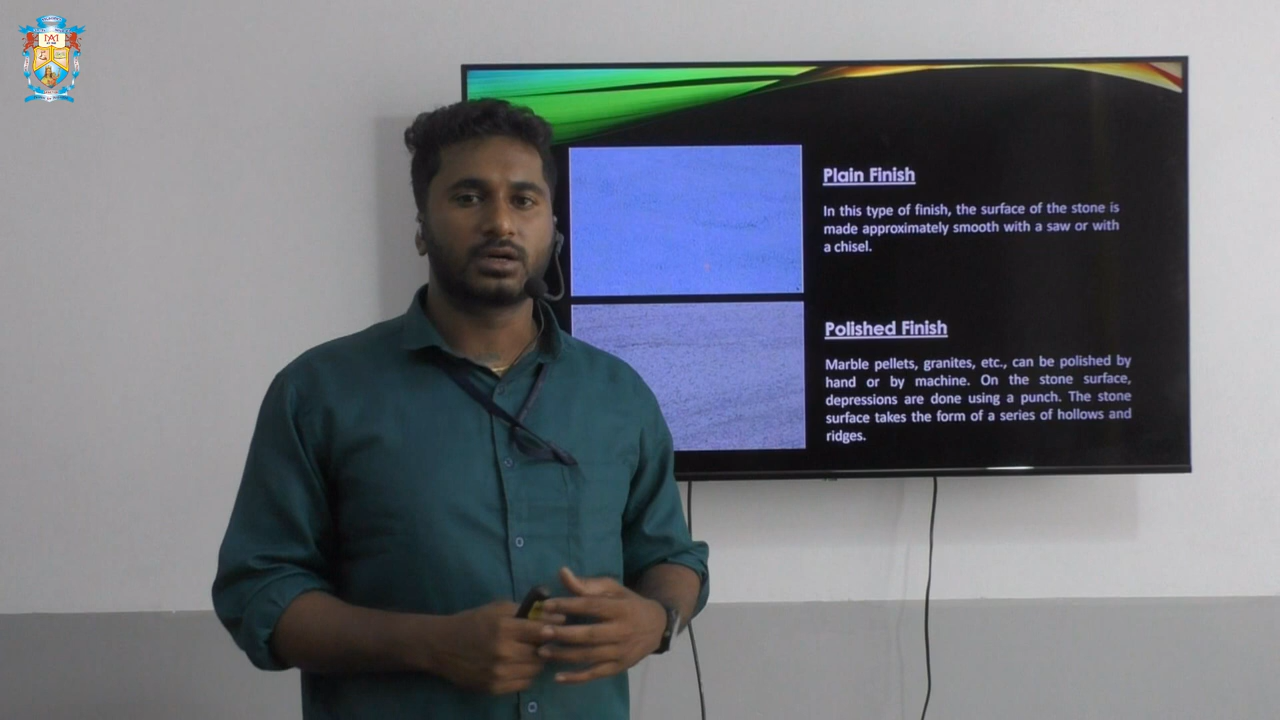 Plain Finish
In this type of finish, the surface of the stone is
made approximately smooth with a saw or with
a chisel.
Polished Finish
Marble pellets, granites, etc., can be polished by
hand or by machine. On the stone surface,
depressions are done using a punch. The stone
surface takes the form of a series of hollows and
ridges.